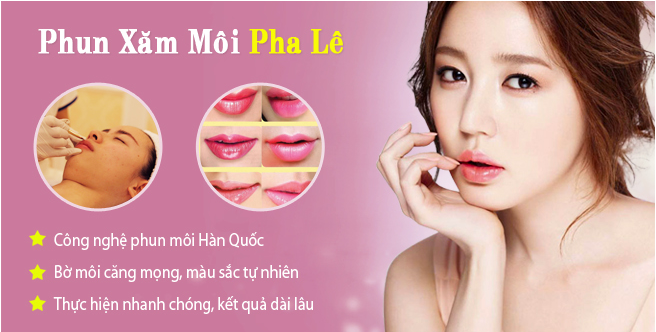 Phun Xăm Môi Pha Lê
Công nghệ phun môi Hàn Quốc
Bờ môi căng mọng, màu sắc tự nhiên
Thực hiện nhanh chóng, kết quả dài lâu